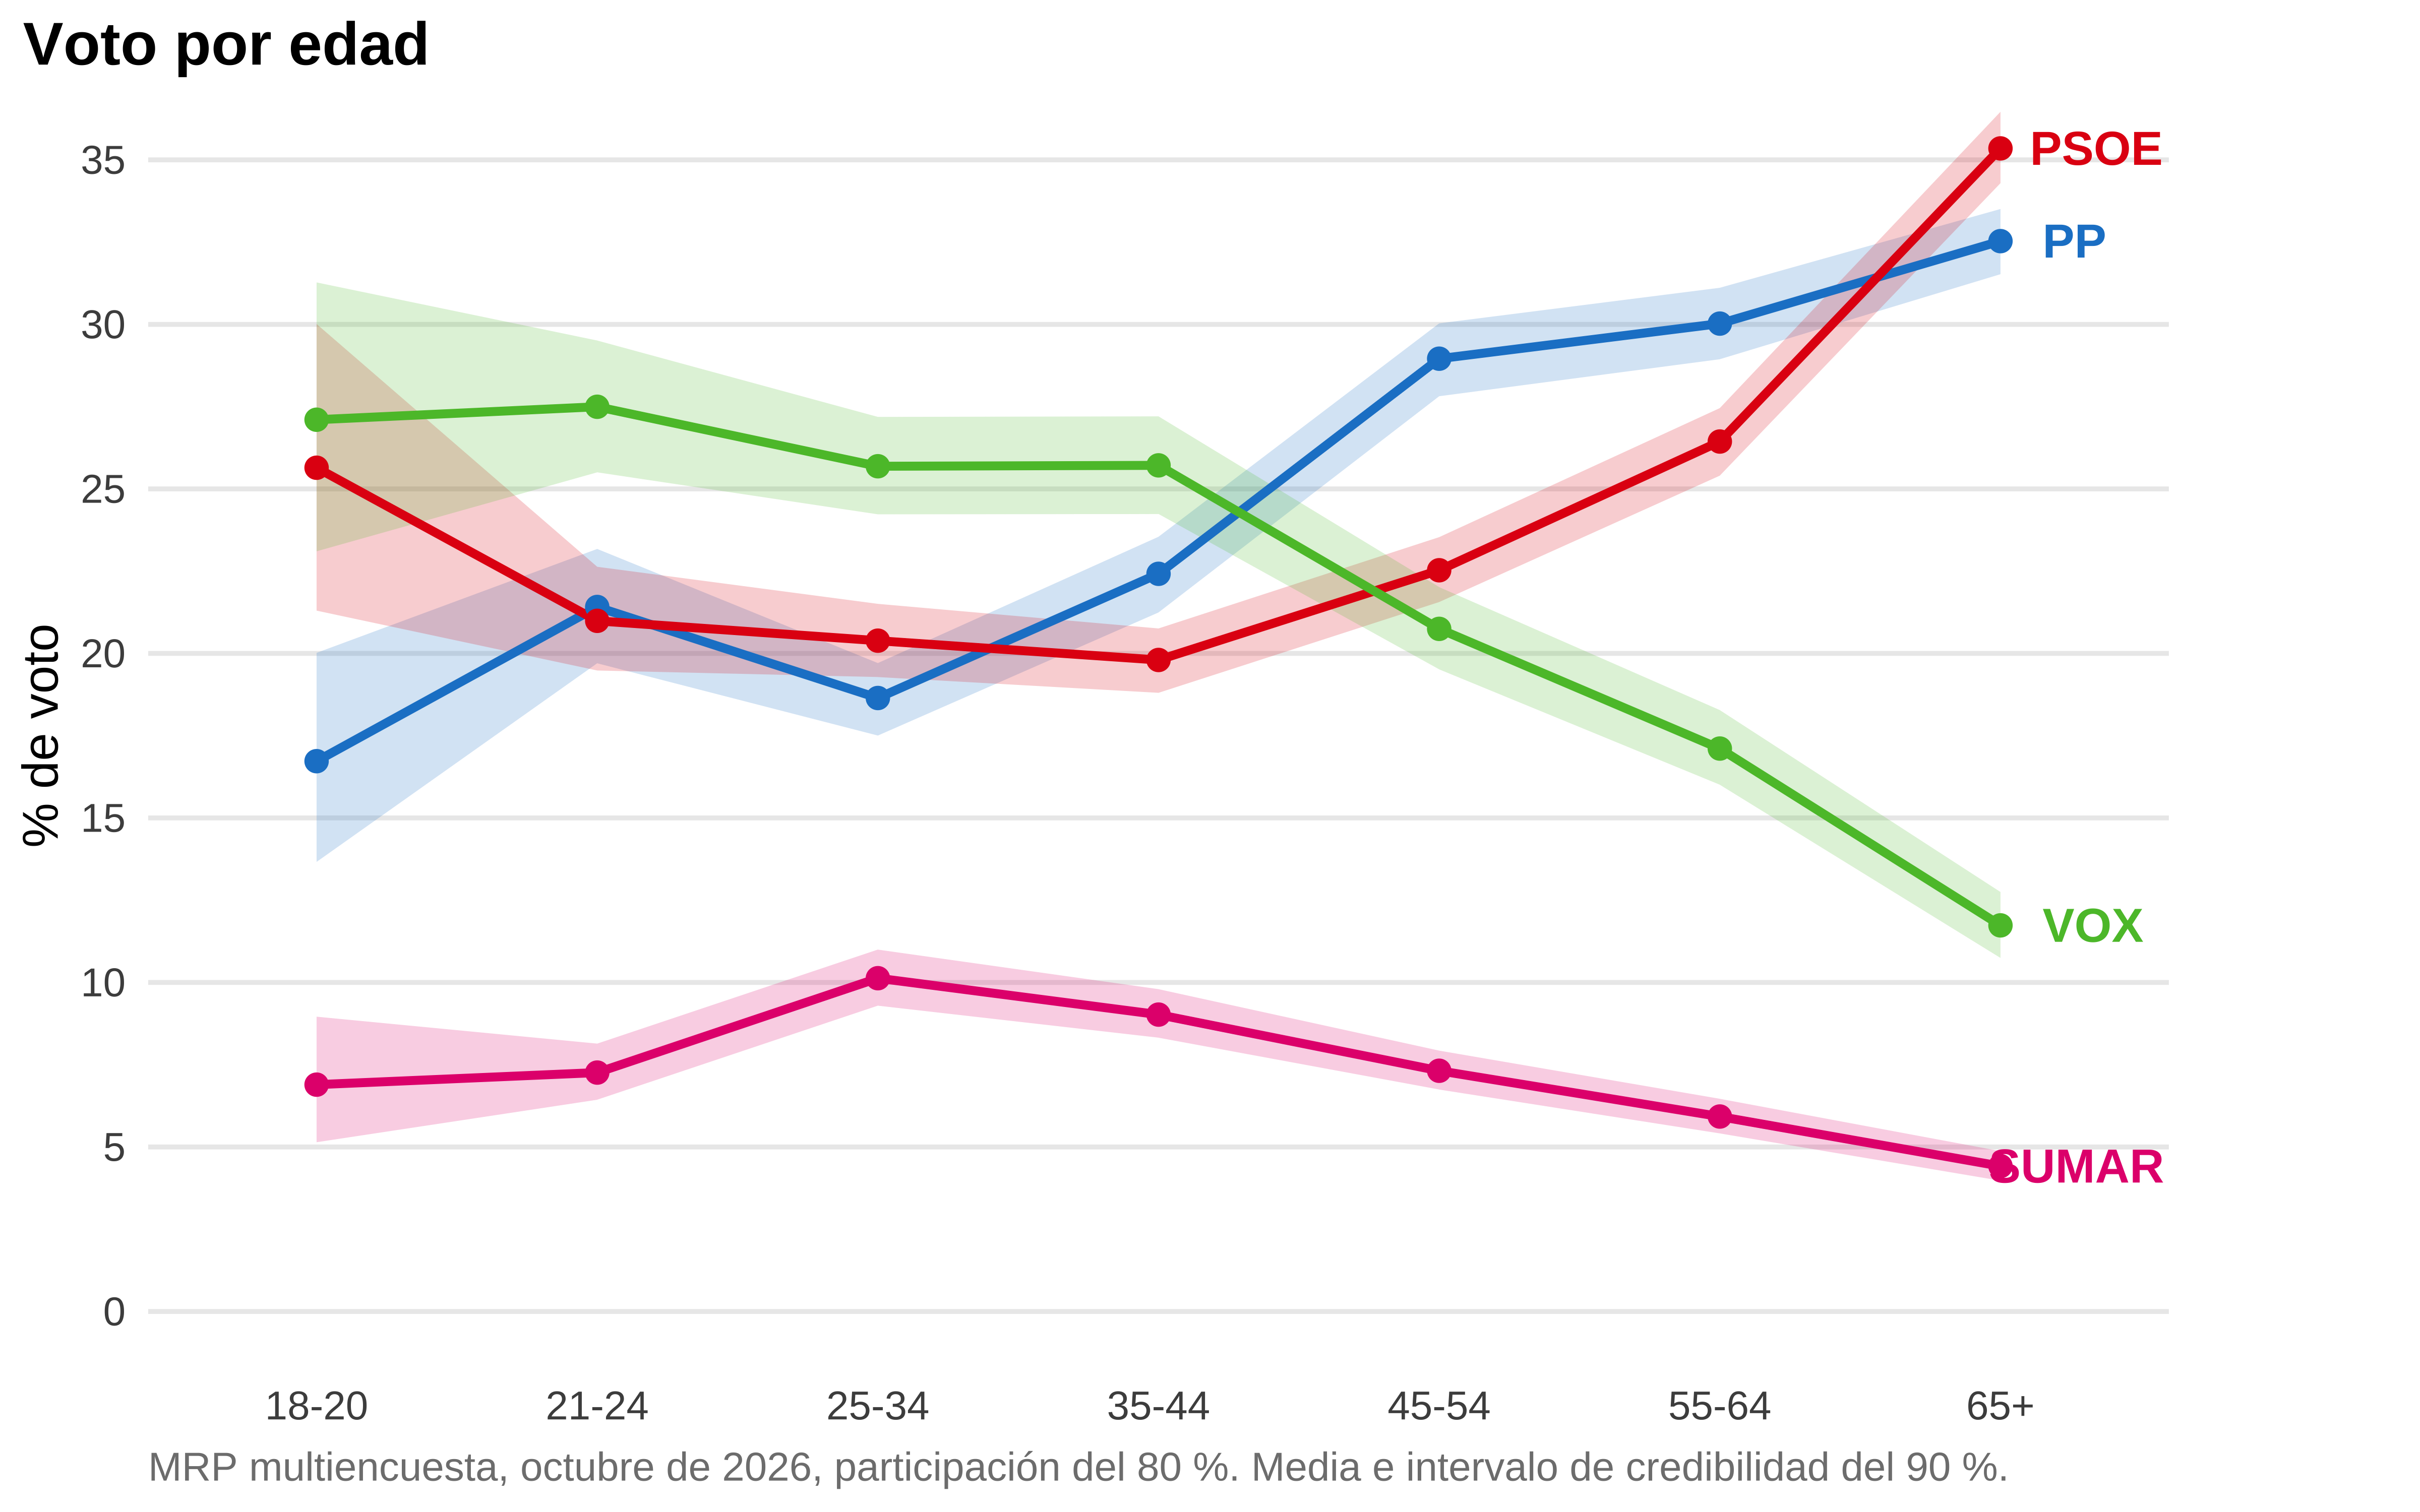 Voto por edad
% de voto
35
30
25
20
15
10
5
0
PSOE
PP
VOX
SUMAR
18-20 21-24 25-34 35-44 45-54 55-64 65+
MRP multiencuesta, octubre de 2026, participación del 80 %. Media e intervalo de credibilidad del 90 %.